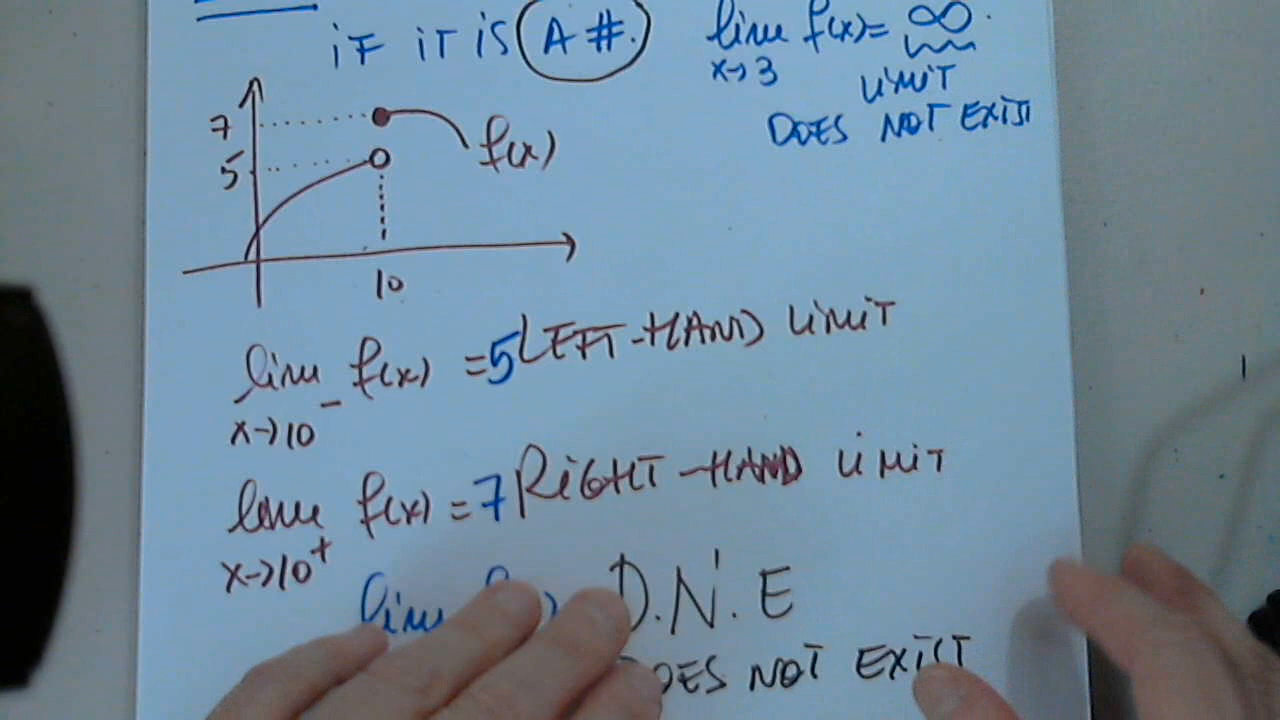 iF iT iS A #.
lim f(x) = ∞.
x→3
LIMIT
DOES NOT EXIST
7
5
f(x)
10
lim f(x) = 5 LEFT-HAND LIMIT
x→10⁻
lim f(x) = 7 RIGHT-HAND LIMIT
x→10⁺
lim D.N.E
DOES NOT EXIST